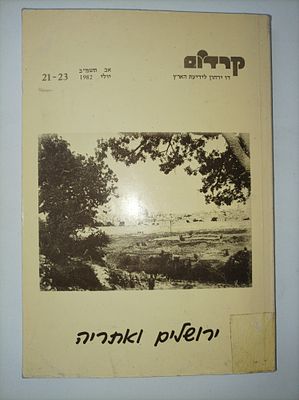 קרדום
דו ירחון לידיעת הארץ
אב תשמ״ב
יולי 1982
21-23
ירושלים ואתריה